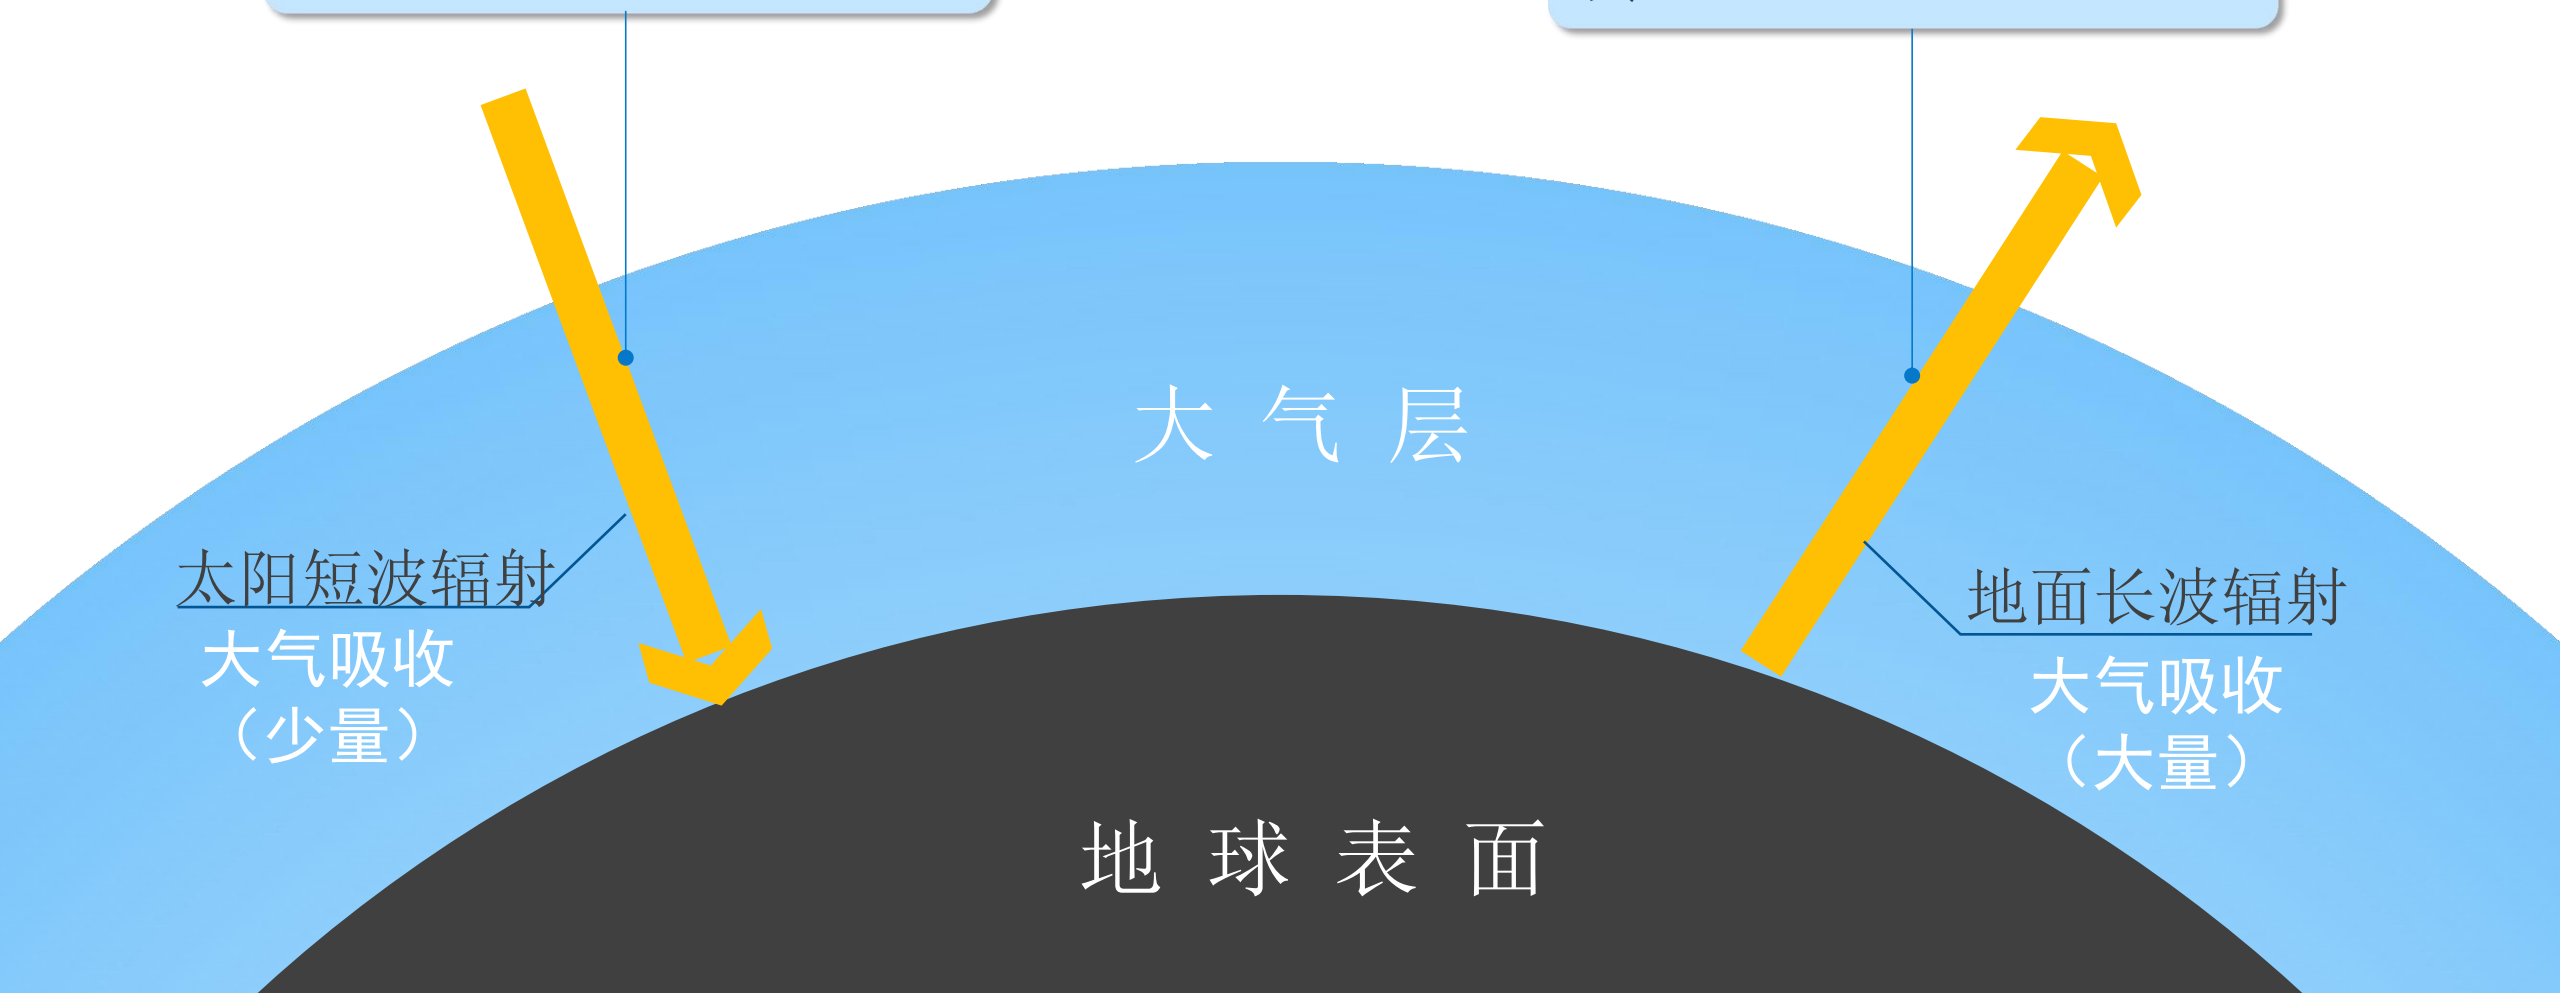 大气层
太阳短波辐射
大气吸收
（少量）
地面长波辐射
大气吸收
（大量）
地球表面